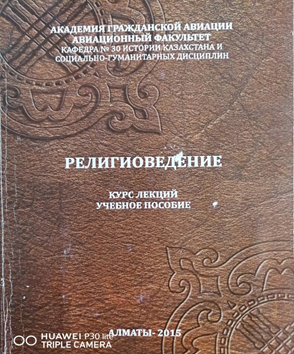 АКАДЕМИЯ ГРАЖДАНСКОЙ АВИАЦИИ
АВИАЦИОННЫЙ ФАКУЛЬТЕТ
КАФЕДРА № 30 ИСТОРИИ КАЗАХСТАНА И
СОЦИАЛЬНО-ГУМАНИТАРНЫХ ДИСЦИПЛИН
РЕЛИГИОВЕДЕНИЕ
КУРС ЛЕКЦИЙ
УЧЕБНОЕ ПОСОБИЕ
АЛМАТЫ- 2015
HUAWEI P30 lite
TRIPLE CAMERA